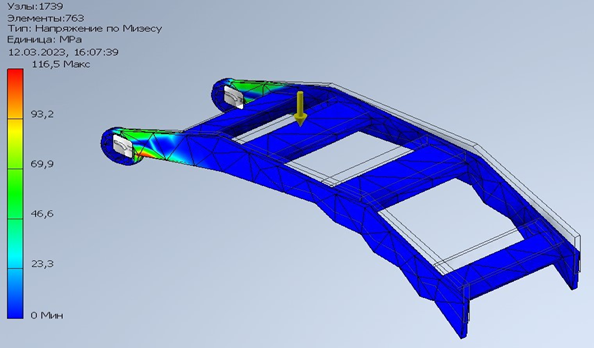 Узлы:1739
Элементы:763
Тип: Напряжение по Мизесу
Единица: MPa
12.03.2023, 16:07:39
116,5 Макс
93,2
69,9
46,6
23,3
0 Мин